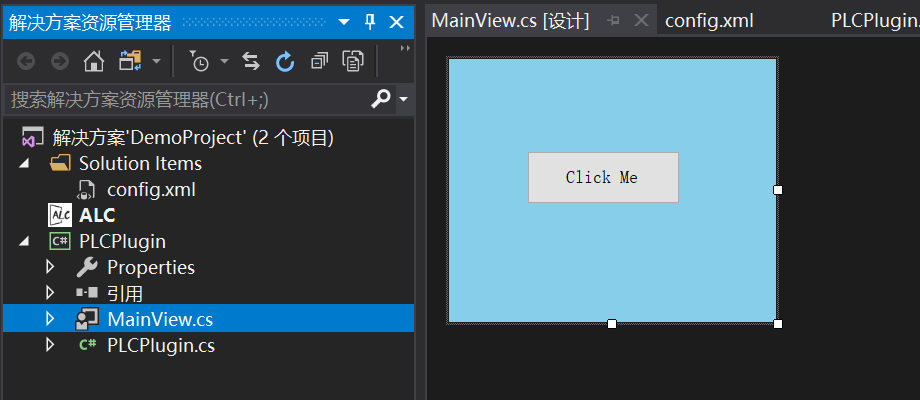 解决方案资源管理器
搜索解决方案资源管理器(Ctrl+;)
解决方案'DemoProject' (2 个项目)
Solution Items
config.xml
ALC ALC
PLCPlugin
C#
Properties
引用
MainView.cs
C# PLCPlugin.cs
MainView.cs [设计]
config.xml
PLCPlugin.
Click Me